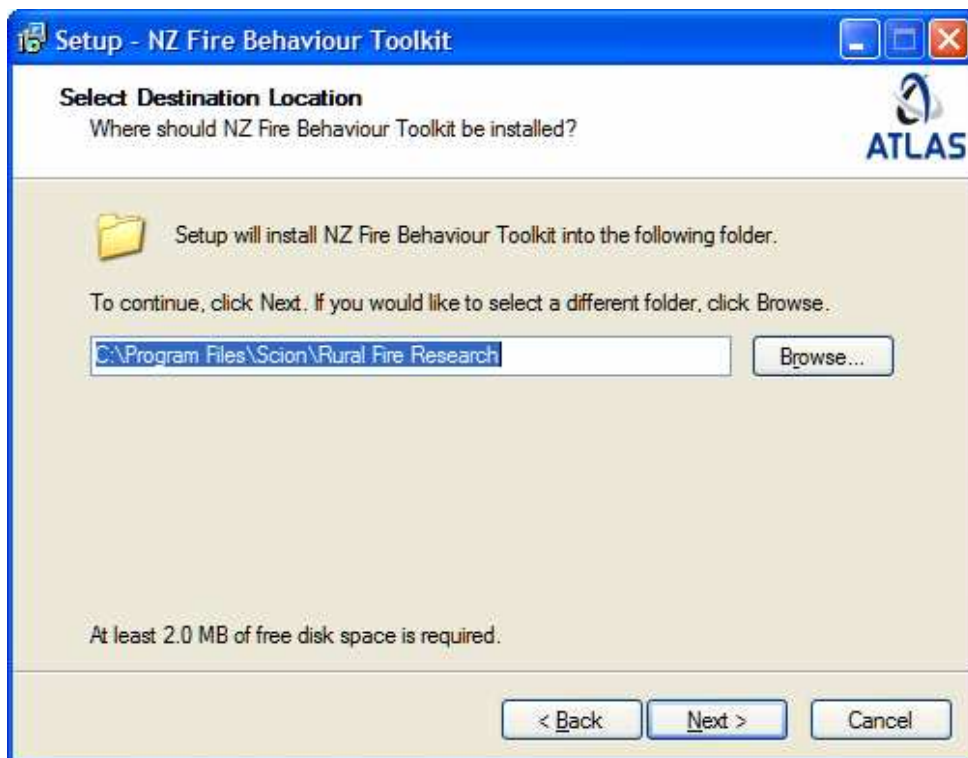 Setup - NZ Fire Behaviour Toolkit
Select Destination Location
Where should NZ Fire Behaviour Toolkit be installed?
ATLAS
Setup will install NZ Fire Behaviour Toolkit into the following folder.
To continue, click Next. If you would like to select a different folder, click Browse.
C:\Program Files\Scion\Rural Fire Research
Browse...
At least 2.0 MB of free disk space is required.
< Back Next > Cancel